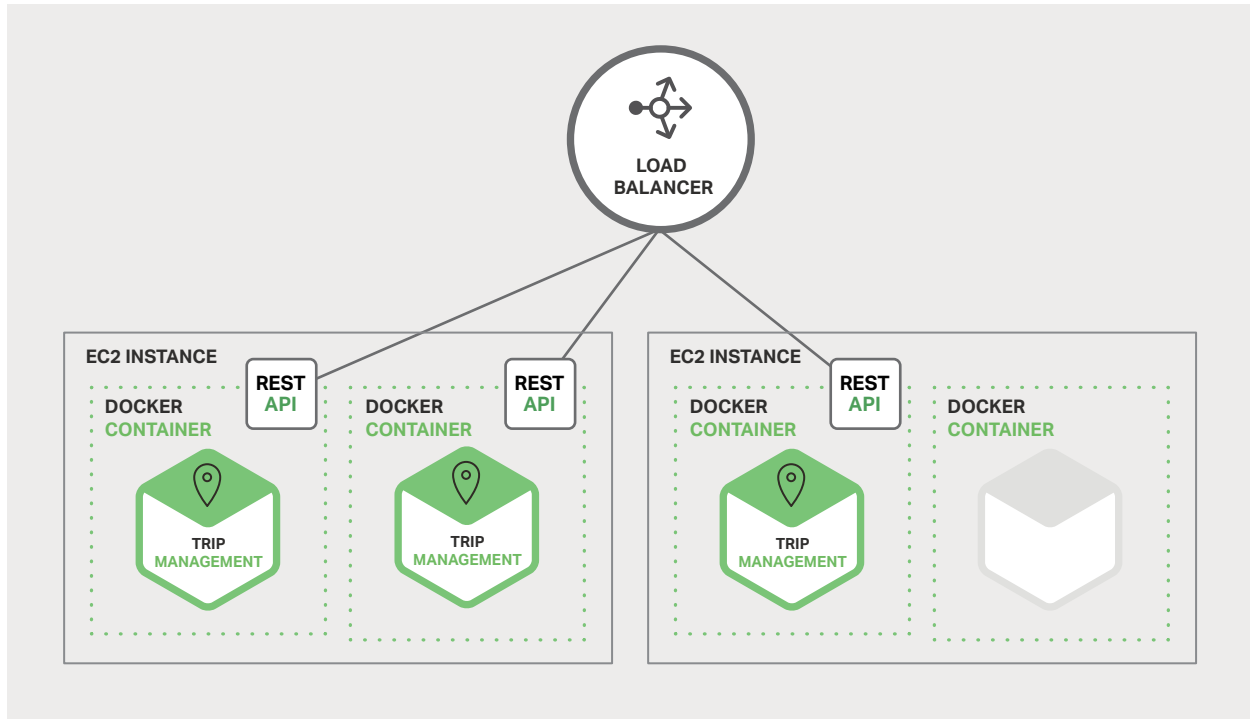 LOAD
BALANCER
EC2 INSTANCE
REST
API
DOCKER
CONTAINER
TRIP
MANAGEMENT
REST
API
DOCKER
CONTAINER
TRIP
MANAGEMENT
EC2 INSTANCE
REST
API
DOCKER
CONTAINER
TRIP
MANAGEMENT
DOCKER
CONTAINER